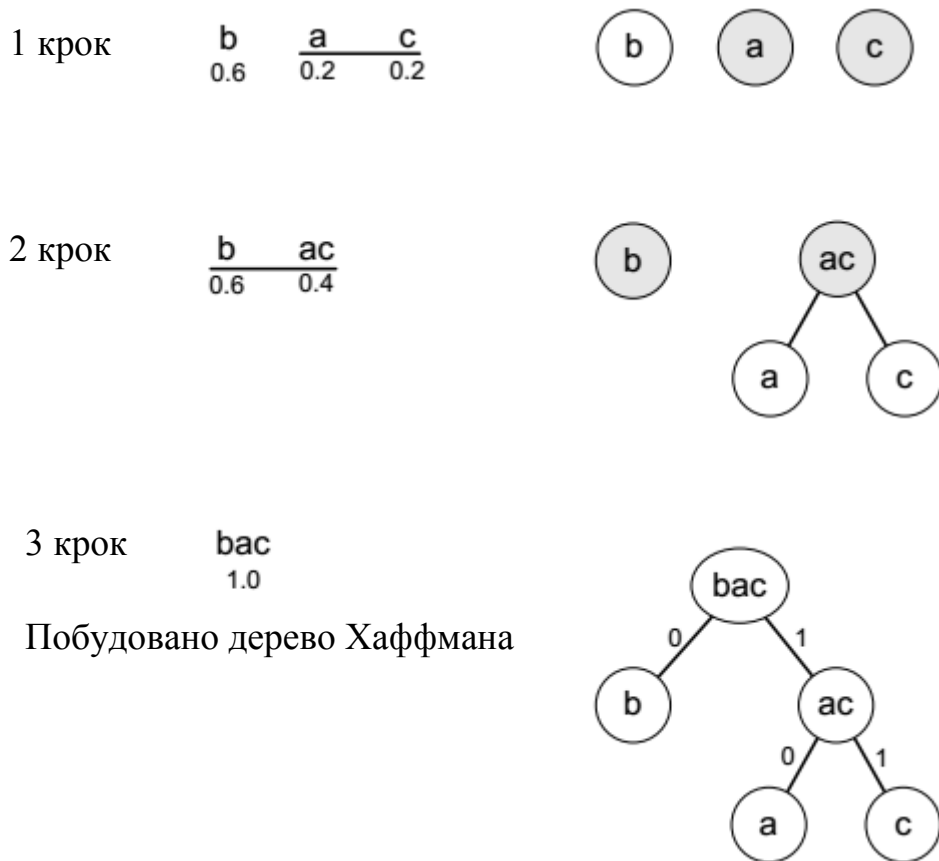 1 крок b a c b a c
0.6 0.2 0.2
2 крок b ac b ac
0.6 0.4
a c
3 крок bac
1.0
bac
Побудовано дерево Хаффмана 0 1
b ac
0 1
a c